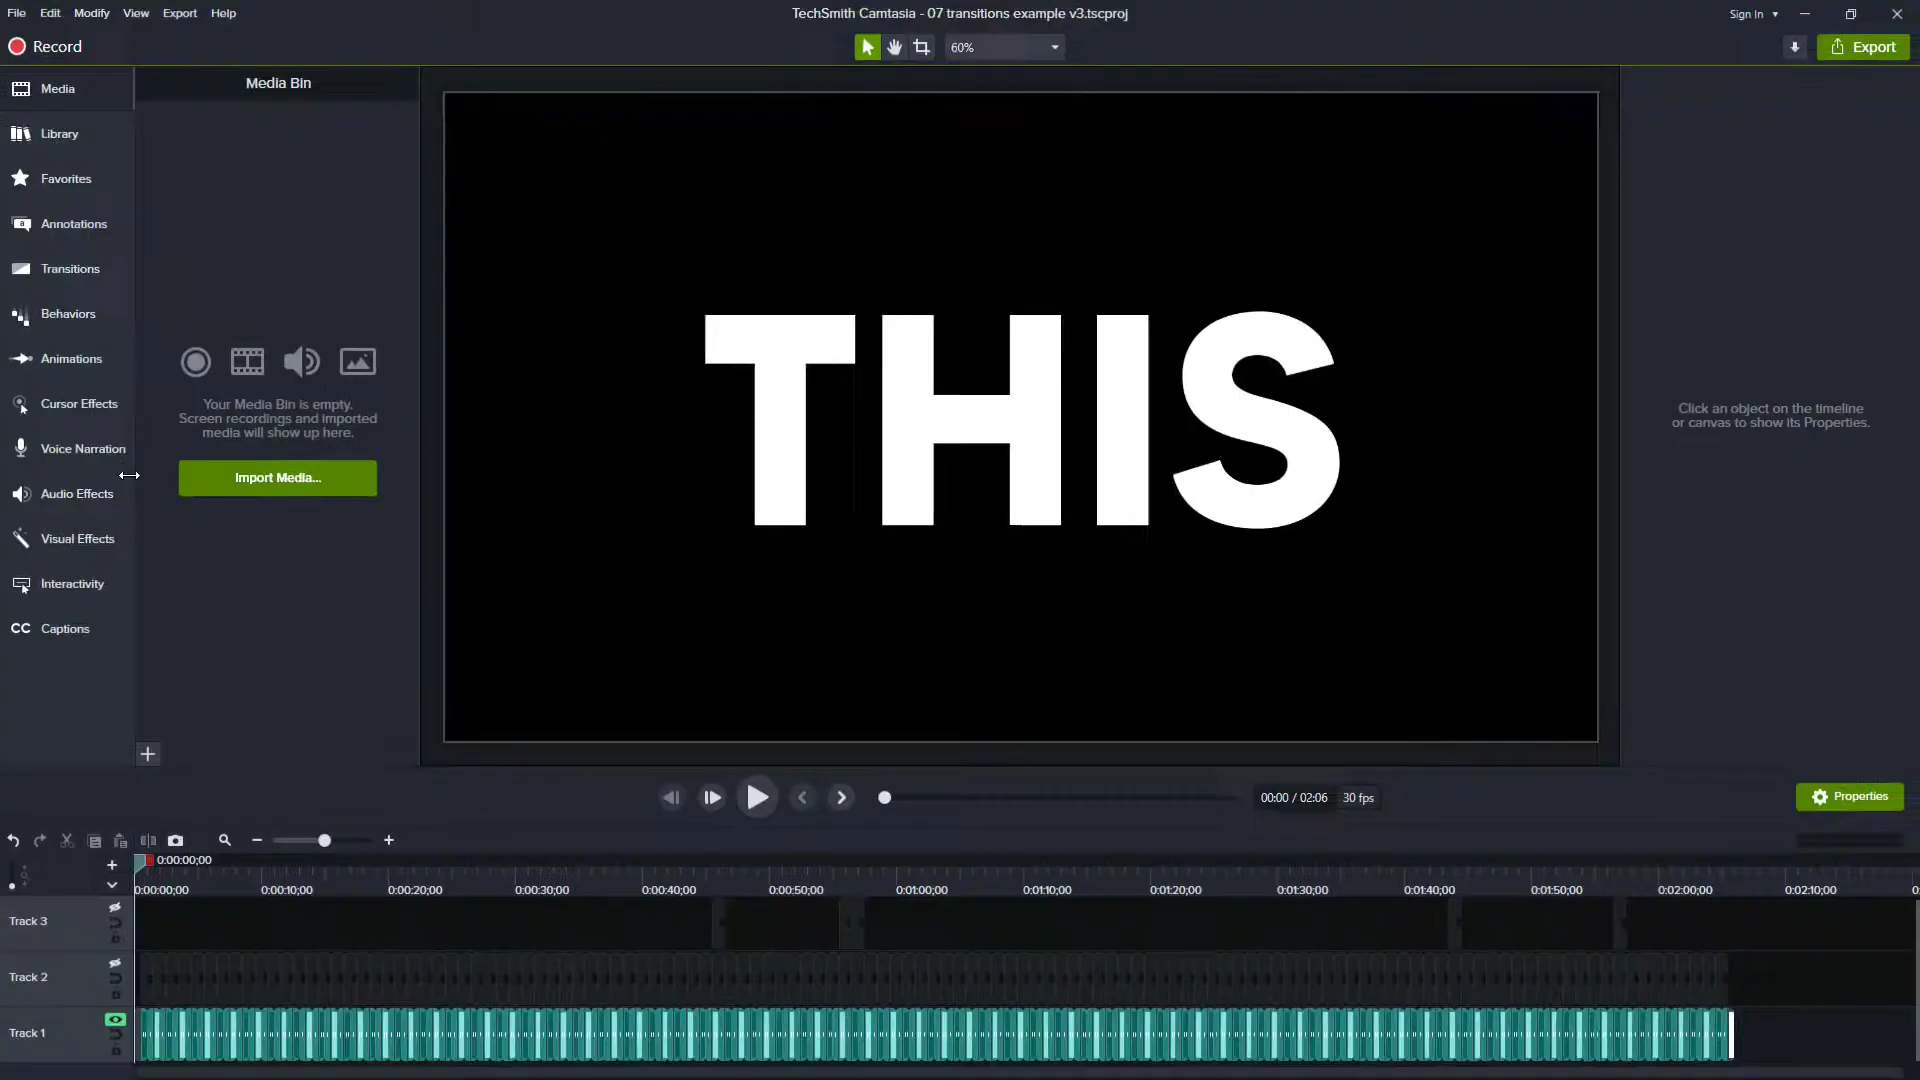 File Edit Modify View Export Help
TechSmith Camtasia - 07 transitions example v3.tscproj
Sign In
Record
60%
Export
Media
Media Bin
Library
Favorites
Annotations
Transitions
Behaviors
Animations
Cursor Effects
Voice Narration
Audio Effects
Visual Effects
Interactivity
CC Captions
Your Media Bin is empty.
Screen recordings and imported
media will show up here.
Import Media...
THIS
Click an object on the timeline
or canvas to show its Properties.
00:00 / 02:06 30 fps
Properties
0:00:00;00
0:00:00;00 0:00:10;00 0:00:20;00 0:00:30;00 0:00:40;00 0:00:50;00 0:01:00;00 0:01:10;00 0:01:20;00 0:01:30;00 0:01:40;00 0:01:50;00 0:02:00;00 0:02:10;00
Track 3
Track 2
Track 1